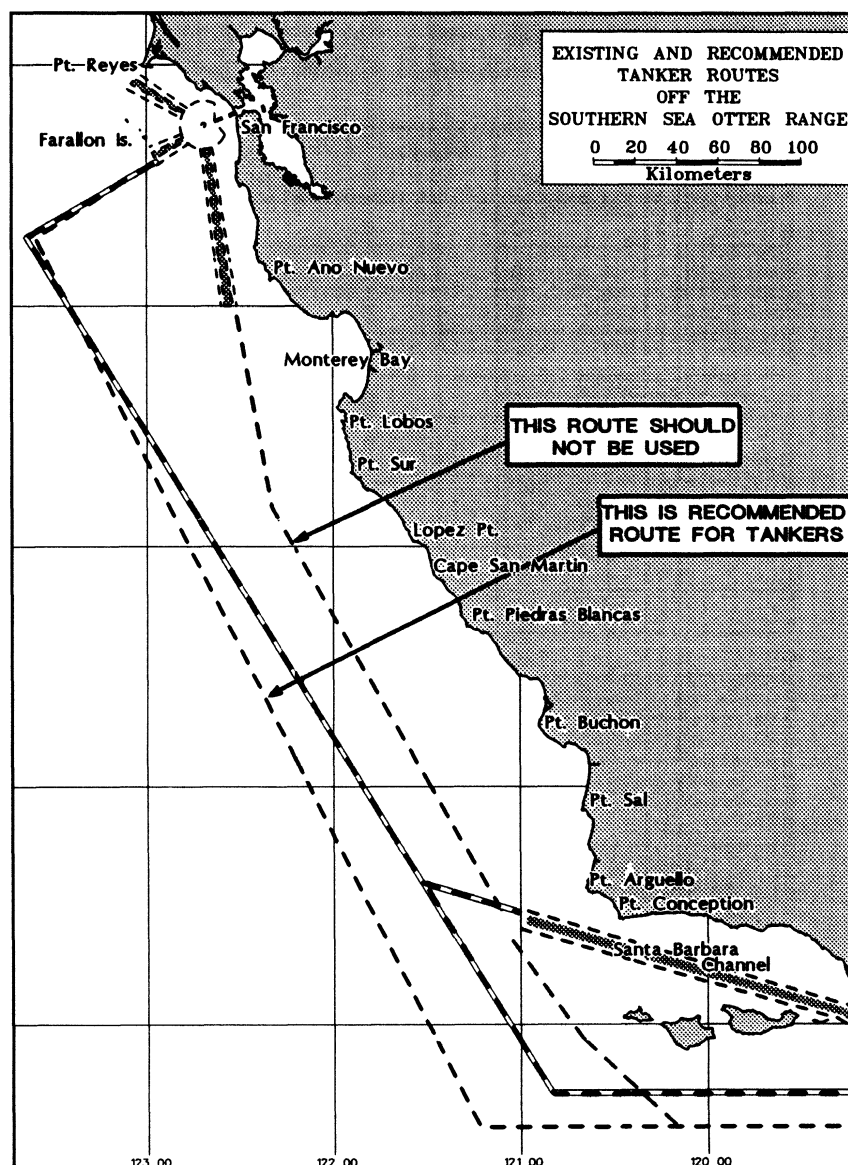 EXISTING AND RECOMMENDED
TANKER ROUTES
OFF THE
SOUTHERN SEA OTTER RANGE
0 20 40 60 80 100
Kilometers
Pt. Reyes
Farallon Is.
San Francisco
Pt. Ano Nuevo
Monterey Bay
Pt. Lobos
THIS ROUTE SHOULD
NOT BE USED
Pt. Sur
THIS IS RECOMMENDED
ROUTE FOR TANKERS
Lopez Pt.
Cape San Martin
Pt. Piedras Blancas
Pt. Buchon
Pt. Sal
Pt. Arguello
Pt. Conception
Santa Barbara
Channel
123 00 122 00 121 00 120 00